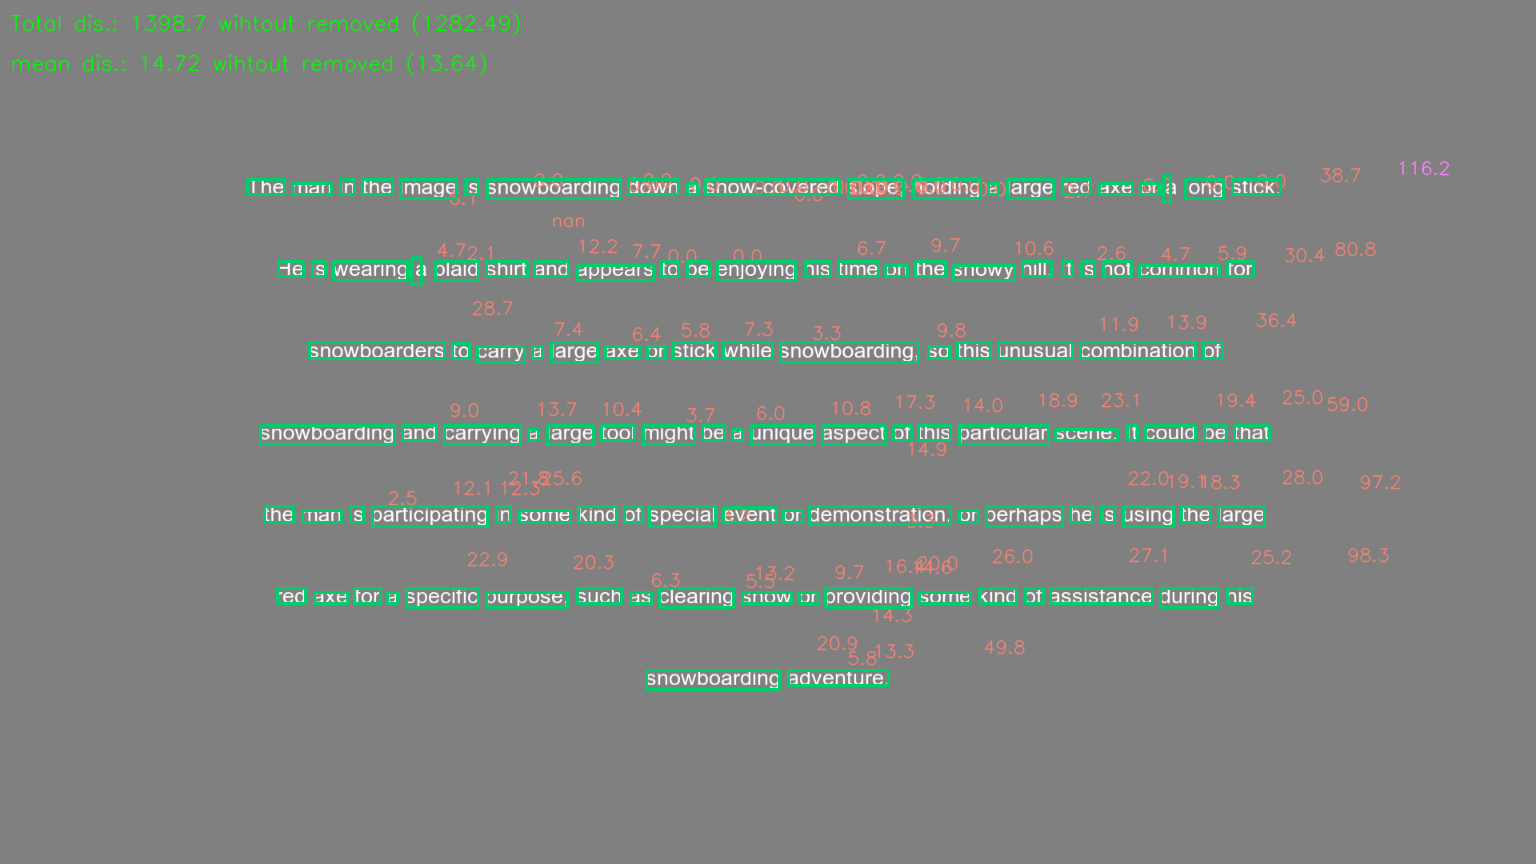 Total dis.: 1398.7 wihtout removed (1282.49)
mean dis.: 14.72 wihtout removed (13.64)
38.7 116.2
The man in the image is snowboarding down a snow-covered slope, holding a large red axe or a long stick.
nan
4.7 2.1 12.2 7.7 0.0 0.0 6.7 9.7 10.6 2.6 4.7 5.9 30.4 80.8
He is wearing a plaid shirt and appears to be enjoying his time on the snowy hill. It is not common for
28.7
7.4 6.4 5.8 7.3 3.3 9.8 11.9 13.9 36.4
snowboarders to carry a large axe or stick while snowboarding, so this unusual combination of
9.0 13.7 10.4 3.7 6.0 10.8 17.3 14.0 18.9 23.1 19.4 25.0 59.0
snowboarding and carrying a large tool might be a unique aspect of this particular scene. It could be that
14.9
2.5 12.1 12.3 25.6 22.0 19.1 18.3 28.0 97.2
the man is participating in some kind of special event or demonstration, or perhaps he is using the large
22.9 20.3 6.3 5.5 13.2 9.7 20.0 26.0 27.1 25.2 98.3
red axe for a specific purpose, such as clearing snow or providing some kind of assistance during his
14.3
20.9 5.8 13.3 49.8
snowboarding adventure.